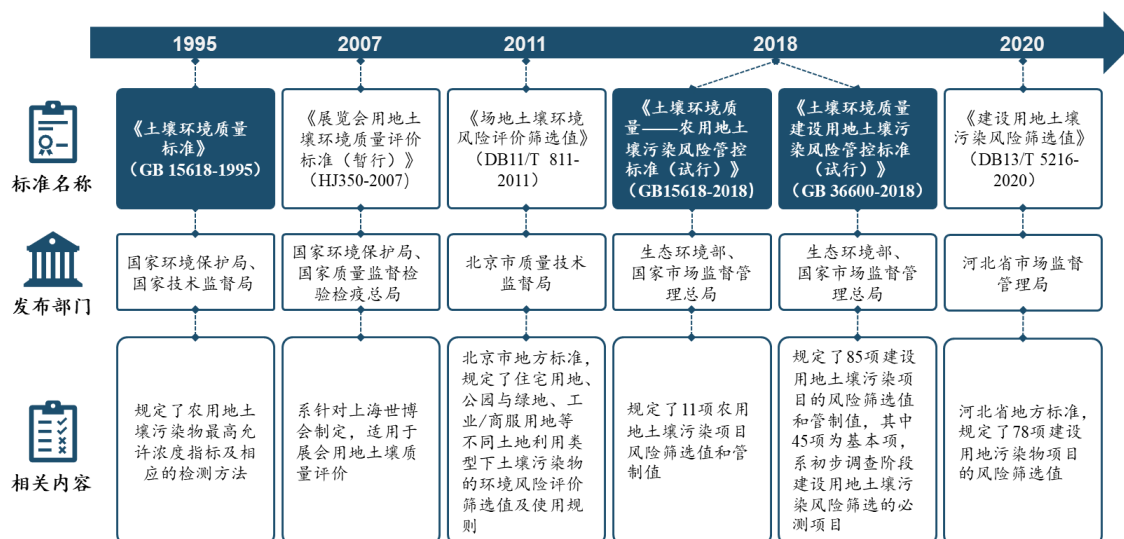 1995
2007
2011
2018
2020
标准名称
《土壤环境质量
标准》
(GB 15618-1995)
《展览会用地土
壤环境质量评价
标准（暂行）》
(HJ350-2007)
《场地土壤环境
风险评价筛选值》
(DB11/T 811-
2011)
《土壤环境质
量——农用地土
壤污染风险管控
标准（试行）》
(GB15618-2018)
《土壤环境质量
建设用地土壤污
染风险管控标准
（试行）》
(GB 36600-2018)
《建设用地土壤
污染风险筛选值》
(DB13/T 5216-
2020)
发布部门
国家环境保护局、
国家技术监督局
国家环境保护局、
国家质量监督检
验检疫总局
北京市质量技术
监督局
生态环境部、
国家市场监督管
理总局
生态环境部、
国家市场监督管
理总局
河北省市场监督
管理局
相关内容
规定了农用地土
壤污染物最高允
许浓度指标及相
应的检测方法
系针对上海世博
会制定，适用于
展会用地土壤质
量评价
北京市地方标准，
规定了住宅用地、
公园与绿地、工
业/商服用地等
不同土地利用类
型下土壤污染物
的环境风险评价
筛选值及使用规
则
规定了11项农用
地土壤污染项目
风险筛选值和管
制值
规定了85项建设
用地土壤污染项
目的风险筛选值
和管制值，其中
45项为基本项，
系初步调查阶段
建设用地土壤污
染风险筛选的必
测项目
河北省地方标准，
规定了78项建设
用地污染物项目
的风险筛选值